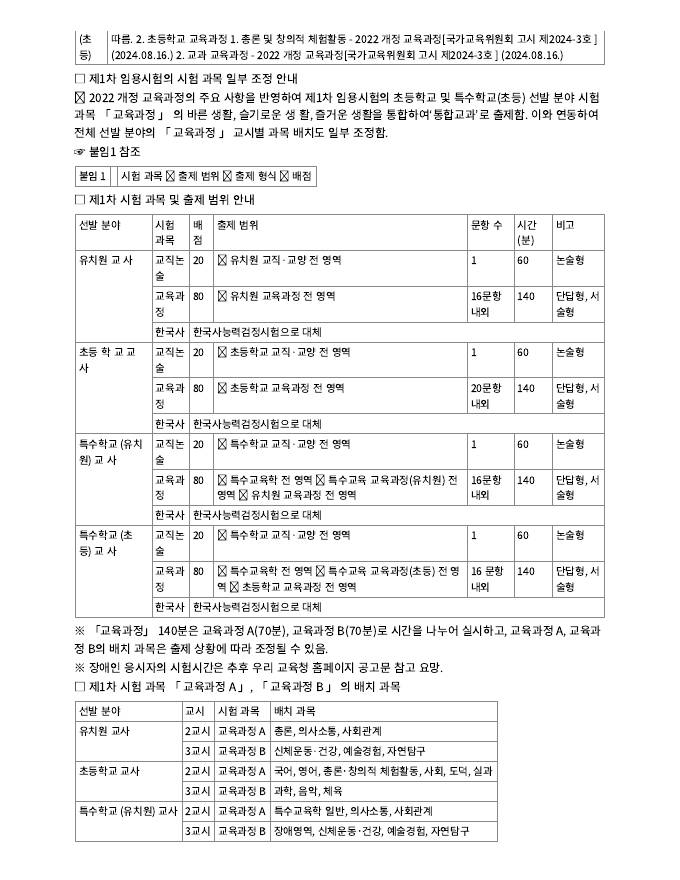 (초
등)
따름. 2. 초등학교 교육과정 1. 총론 및 창의적 체험활동 - 2022 개정 교육과정[국가교육위원회 고시 제2024-3호 ]
(2024.08.16.) 2. 교과 교육과정 - 2022 개정 교육과정[국가교육위원회 고시 제2024-3호 ] (2024.08.16.)
□ 제1차 임용시험의 시험 과목 일부 조정 안내
2022 개정 교육과정의 주요 사항을 반영하여 제1차 임용시험의 초등학교 및 특수학교(초등) 선발 분야 시험
과목 「 교육과정 」 의 바른 생활, 슬기로운 생 활, 즐거운 생활을 통합하여‘통합교과’로 출제함. 이와 연동하여
전체 선발 분야의 「 교육과정 」 교시별 과목 배치도 일부 조정함.
☞ 붙임1 참조
붙임 1 시험 과목 출제 범위 출제 형식 배점
□ 제1차 시험 과목 및 출제 범위 안내
선발 분야 시험 과목 배점 출제 범위 문항 수 시간(분) 비고
유치원 교 사 교직논술 20 유치원 교직·교양 전 영역 1 60 논술형
교육과정 80 유치원 교육과정 전 영역 16문항 내외 140 단답형, 서술형
한국사 한국사능력검정시험으로 대체
초등 학 교 교사 교직논술 20 초등학교 교직·교양 전 영역 1 60 논술형
교육과정 80 초등학교 교육과정 전 영역 20문항 내외 140 단답형, 서술형
한국사 한국사능력검정시험으로 대체
특수학교 (유치원) 교 사 교직논술 20 특수학교 교직·교양 전 영역 1 60 논술형
교육과정 80 특수교육학 전 영역 특수교육 교육과정(유치원) 전 영역 유치원 교육과정 전 영역 16문항 내외 140 단답형, 서술형
한국사 한국사능력검정시험으로 대체
특수학교 (초등) 교 사 교직논술 20 특수학교 교직·교양 전 영역 1 60 논술형
교육과정 80 특수교육학 전 영역 특수교육 교육과정(초등) 전 영역 초등학교 교육과정 전 영역 16 문항 내외 140 단답형, 서술형
한국사 한국사능력검정시험으로 대체
※ 「교육과정」 140분은 교육과정 A(70분), 교육과정 B(70분)로 시간을 나누어 실시하고, 교육과정 A, 교육과
정 B의 배치 과목은 출제 상황에 따라 조정될 수 있음.
※ 장애인 응시자의 시험시간은 추후 우리 교육청 홈페이지 공고문 참고 요망.
□ 제1차 시험 과목 「 교육과정 A」 , 「 교육과정 B 」 의 배치 과목
선발 분야 교시 시험 과목 배치 과목
유치원 교사 2교시 교육과정 A 총론, 의사소통, 사회관계
3교시 교육과정 B 신체운동·건강, 예술경험, 자연탐구
초등학교 교사 2교시 교육과정 A 국어, 영어, 총론·창의적 체험활동, 사회, 도덕, 실과
3교시 교육과정 B 과학, 음악, 체육
특수학교 (유치원) 교사 2교시 교육과정 A 특수교육학 일반, 의사소통, 사회관계
3교시 교육과정 B 장애영역, 신체운동·건강, 예술경험, 자연탐구